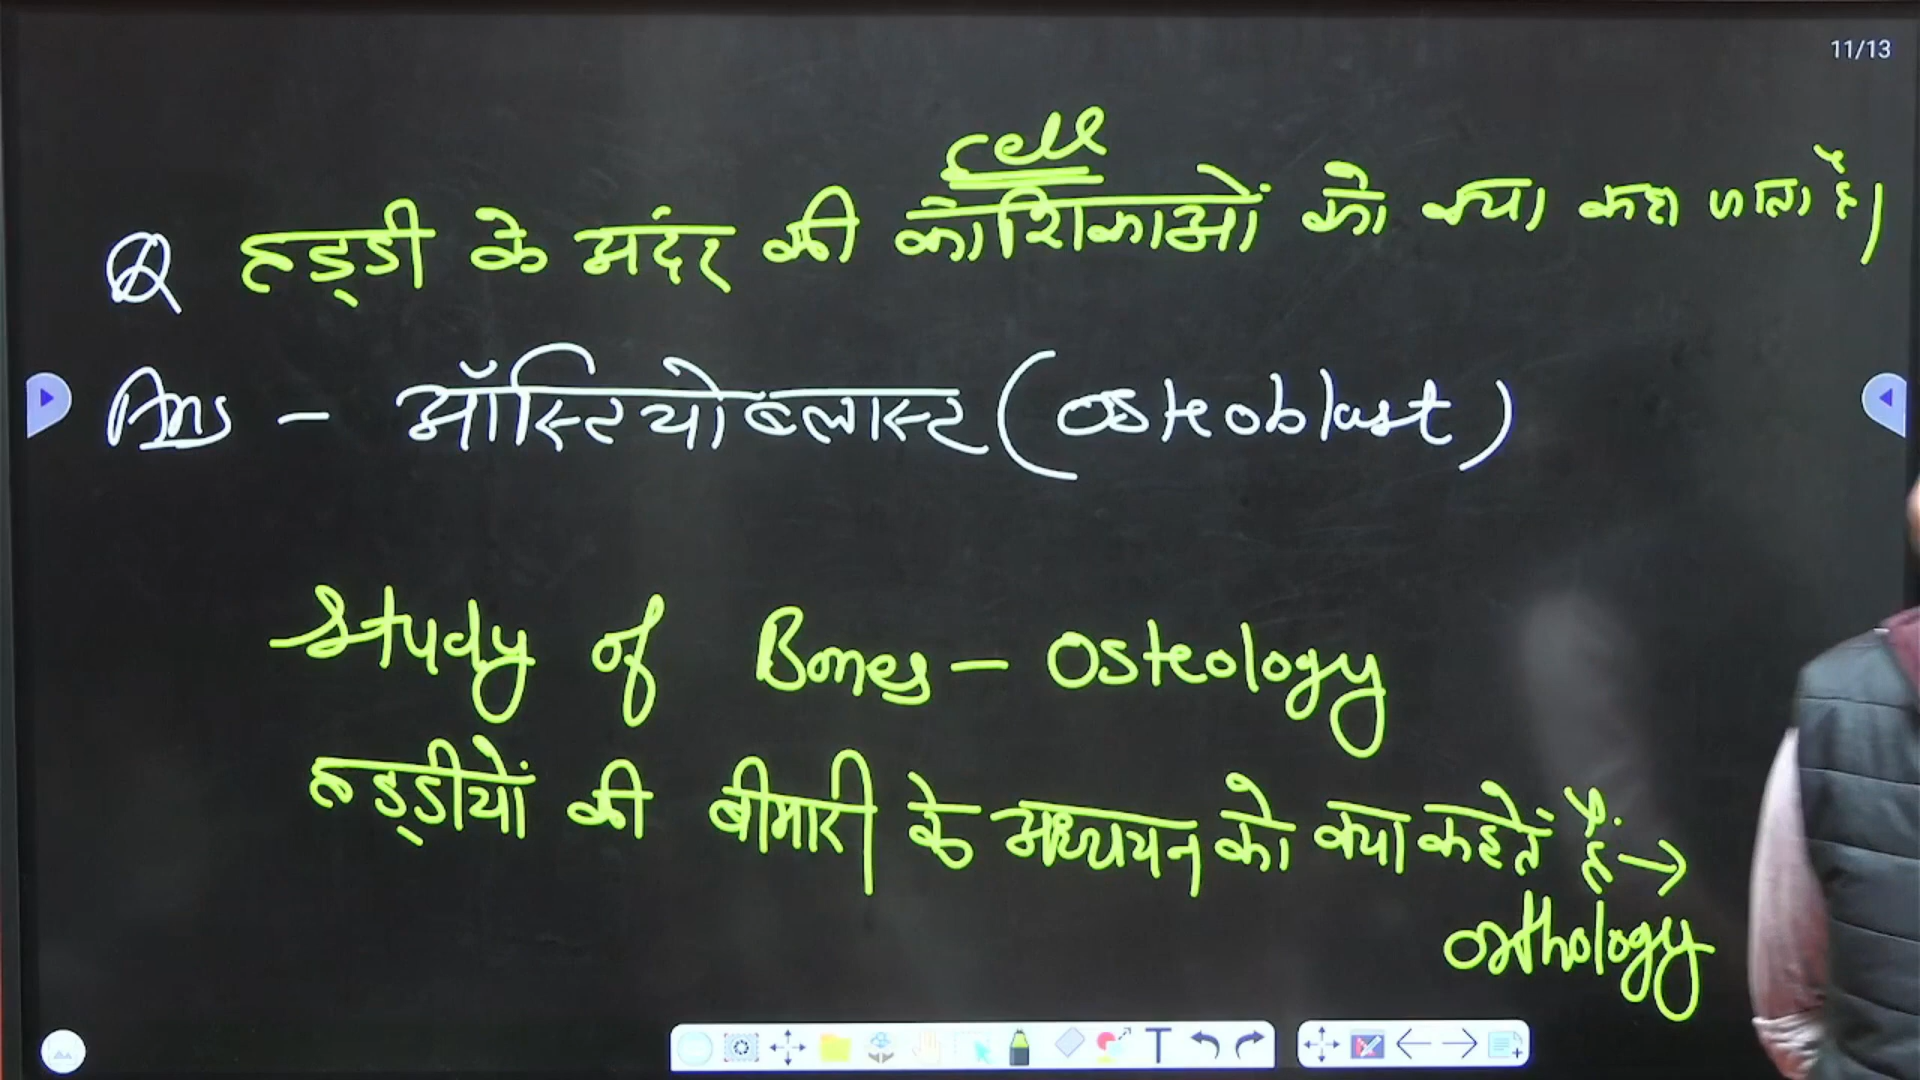 11/13
cell
Q हड्डी के अंदर की कोशिकाओं को क्या कहा जाता है।
Ans - ऑस्टियोब्लास्ट (Osteoblast)
Study of Bones - Osteology
हड्डीयों की बीमारी के अध्ययन को क्या कहते हैं →
orthology
T